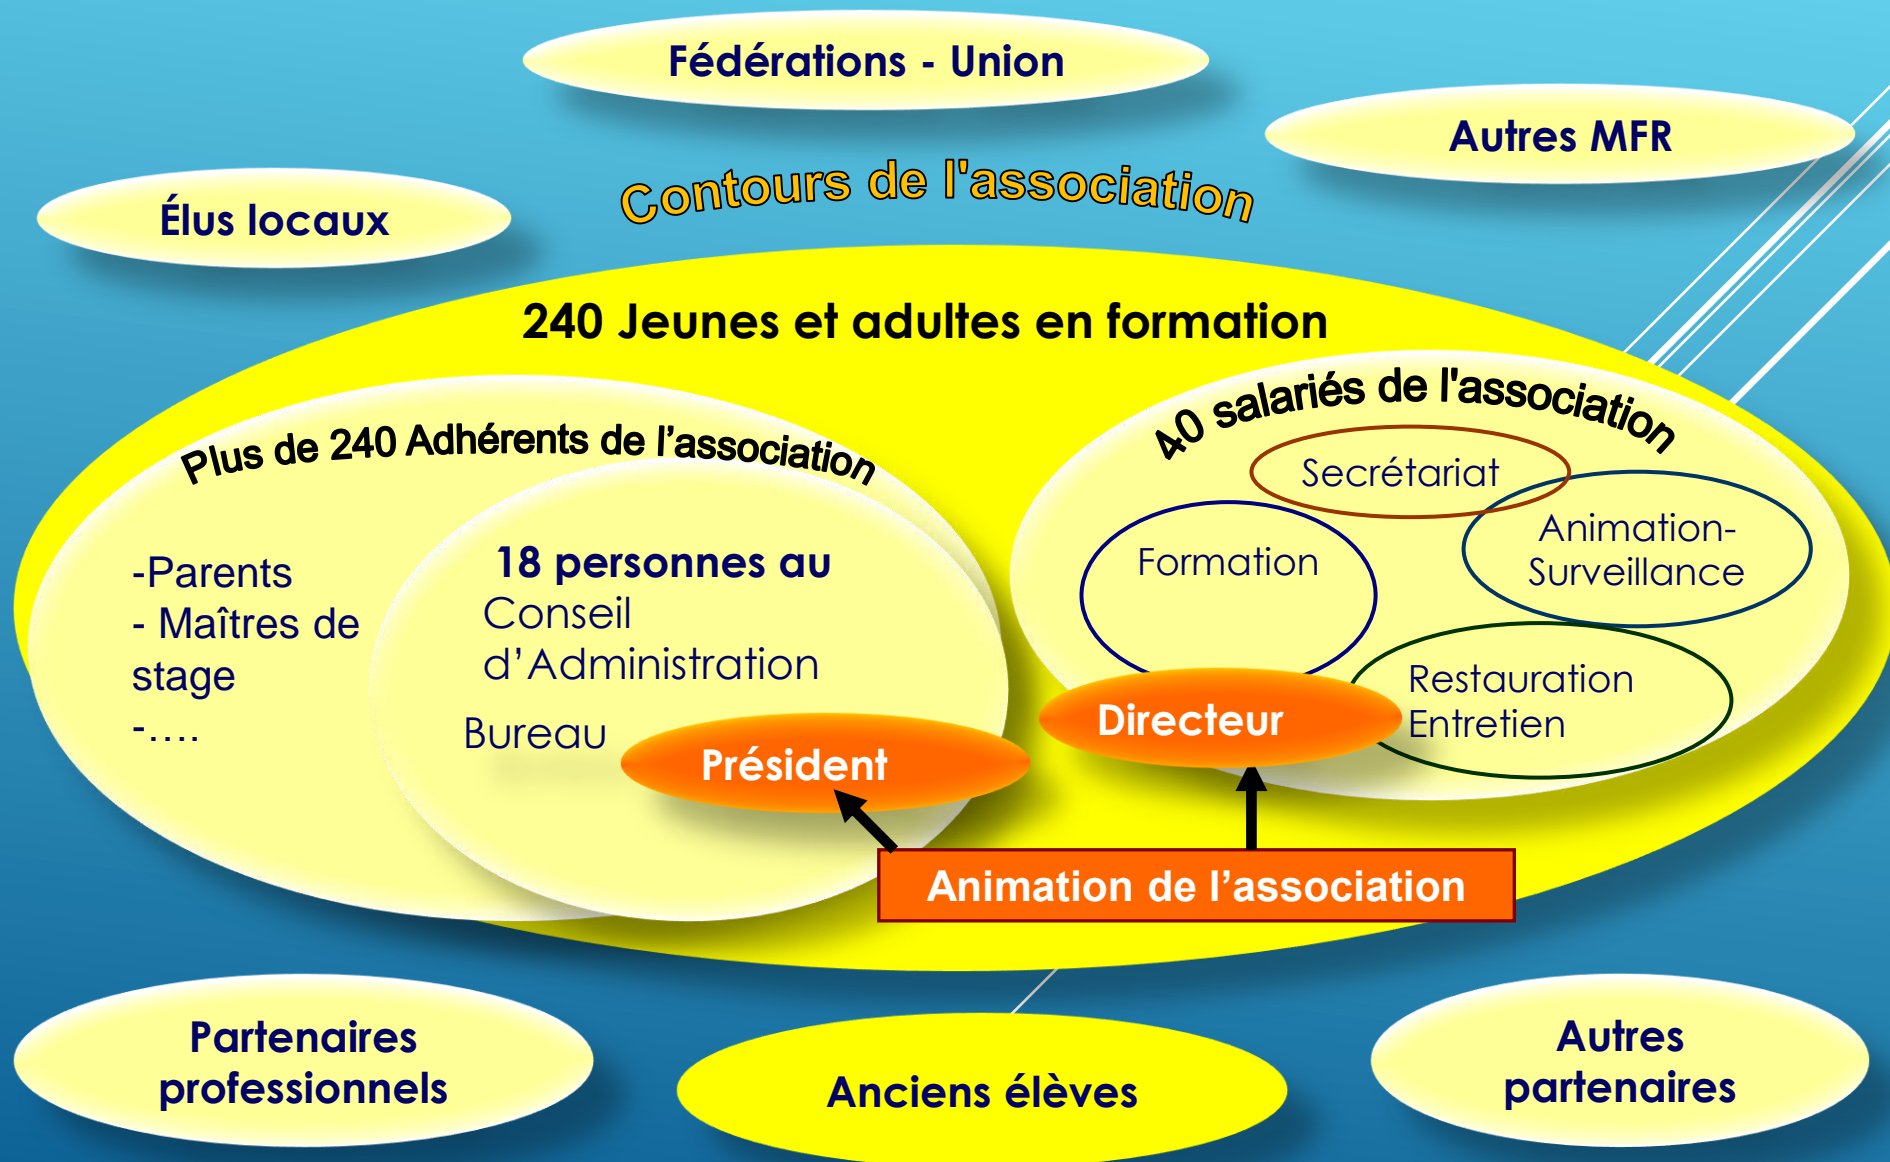 Fédérations - Union
Autres MFR
Élus locaux
Contours de l'association
240 Jeunes et adultes en formation
Plus de 240 Adhérents de l’association
-Parents
- Maîtres de
stage
-….
18 personnes au
Conseil
d’Administration
Bureau
Président
40 salariés de l'association
Secrétariat
Formation
Animation-
Surveillance
Restauration
Entretien
Directeur
Animation de l’association
Partenaires
professionnels
Anciens élèves
Autres
partenaires